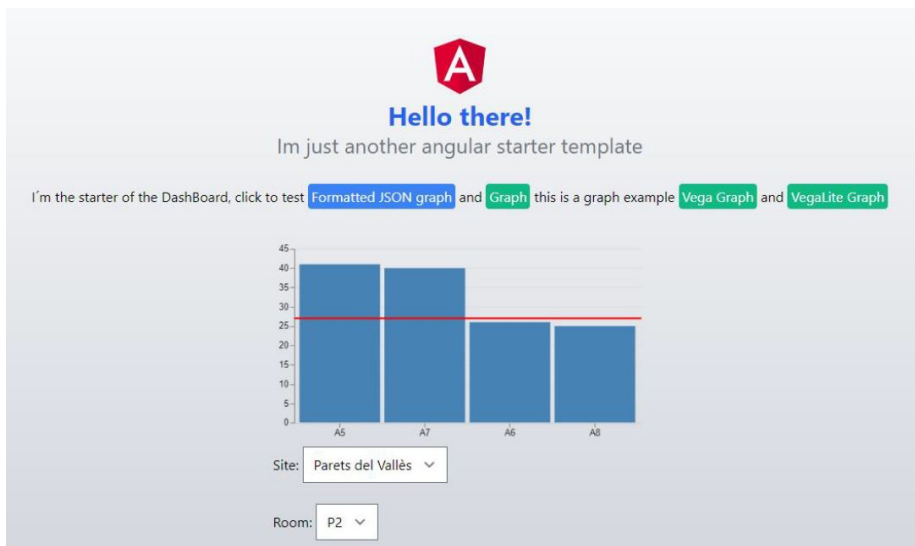 Hello there!
Im just another angular starter template
I´m the starter of the DashBoard, click to test Formatted JSON graph and Graph this is a graph example Vega Graph and VegaLite Graph
45
40
35
30
25
20
15
10
5
0
A5 A7 A6 A8
Site: Parets del Vallès
Room: P2